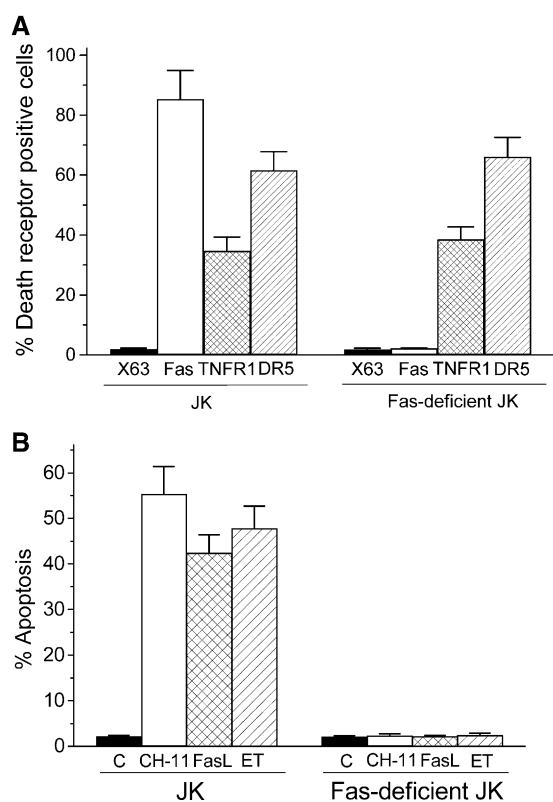 A
% Death receptor positive cells
100
80
60
40
20
0
X63 Fas TNFR1 DR5 X63 Fas TNFR1 DR5
JK Fas-deficient JK
B
% Apoptosis
60
50
40
30
20
10
0
C CH-11 FasL ET C CH-11 FasL ET
JK Fas-deficient JK